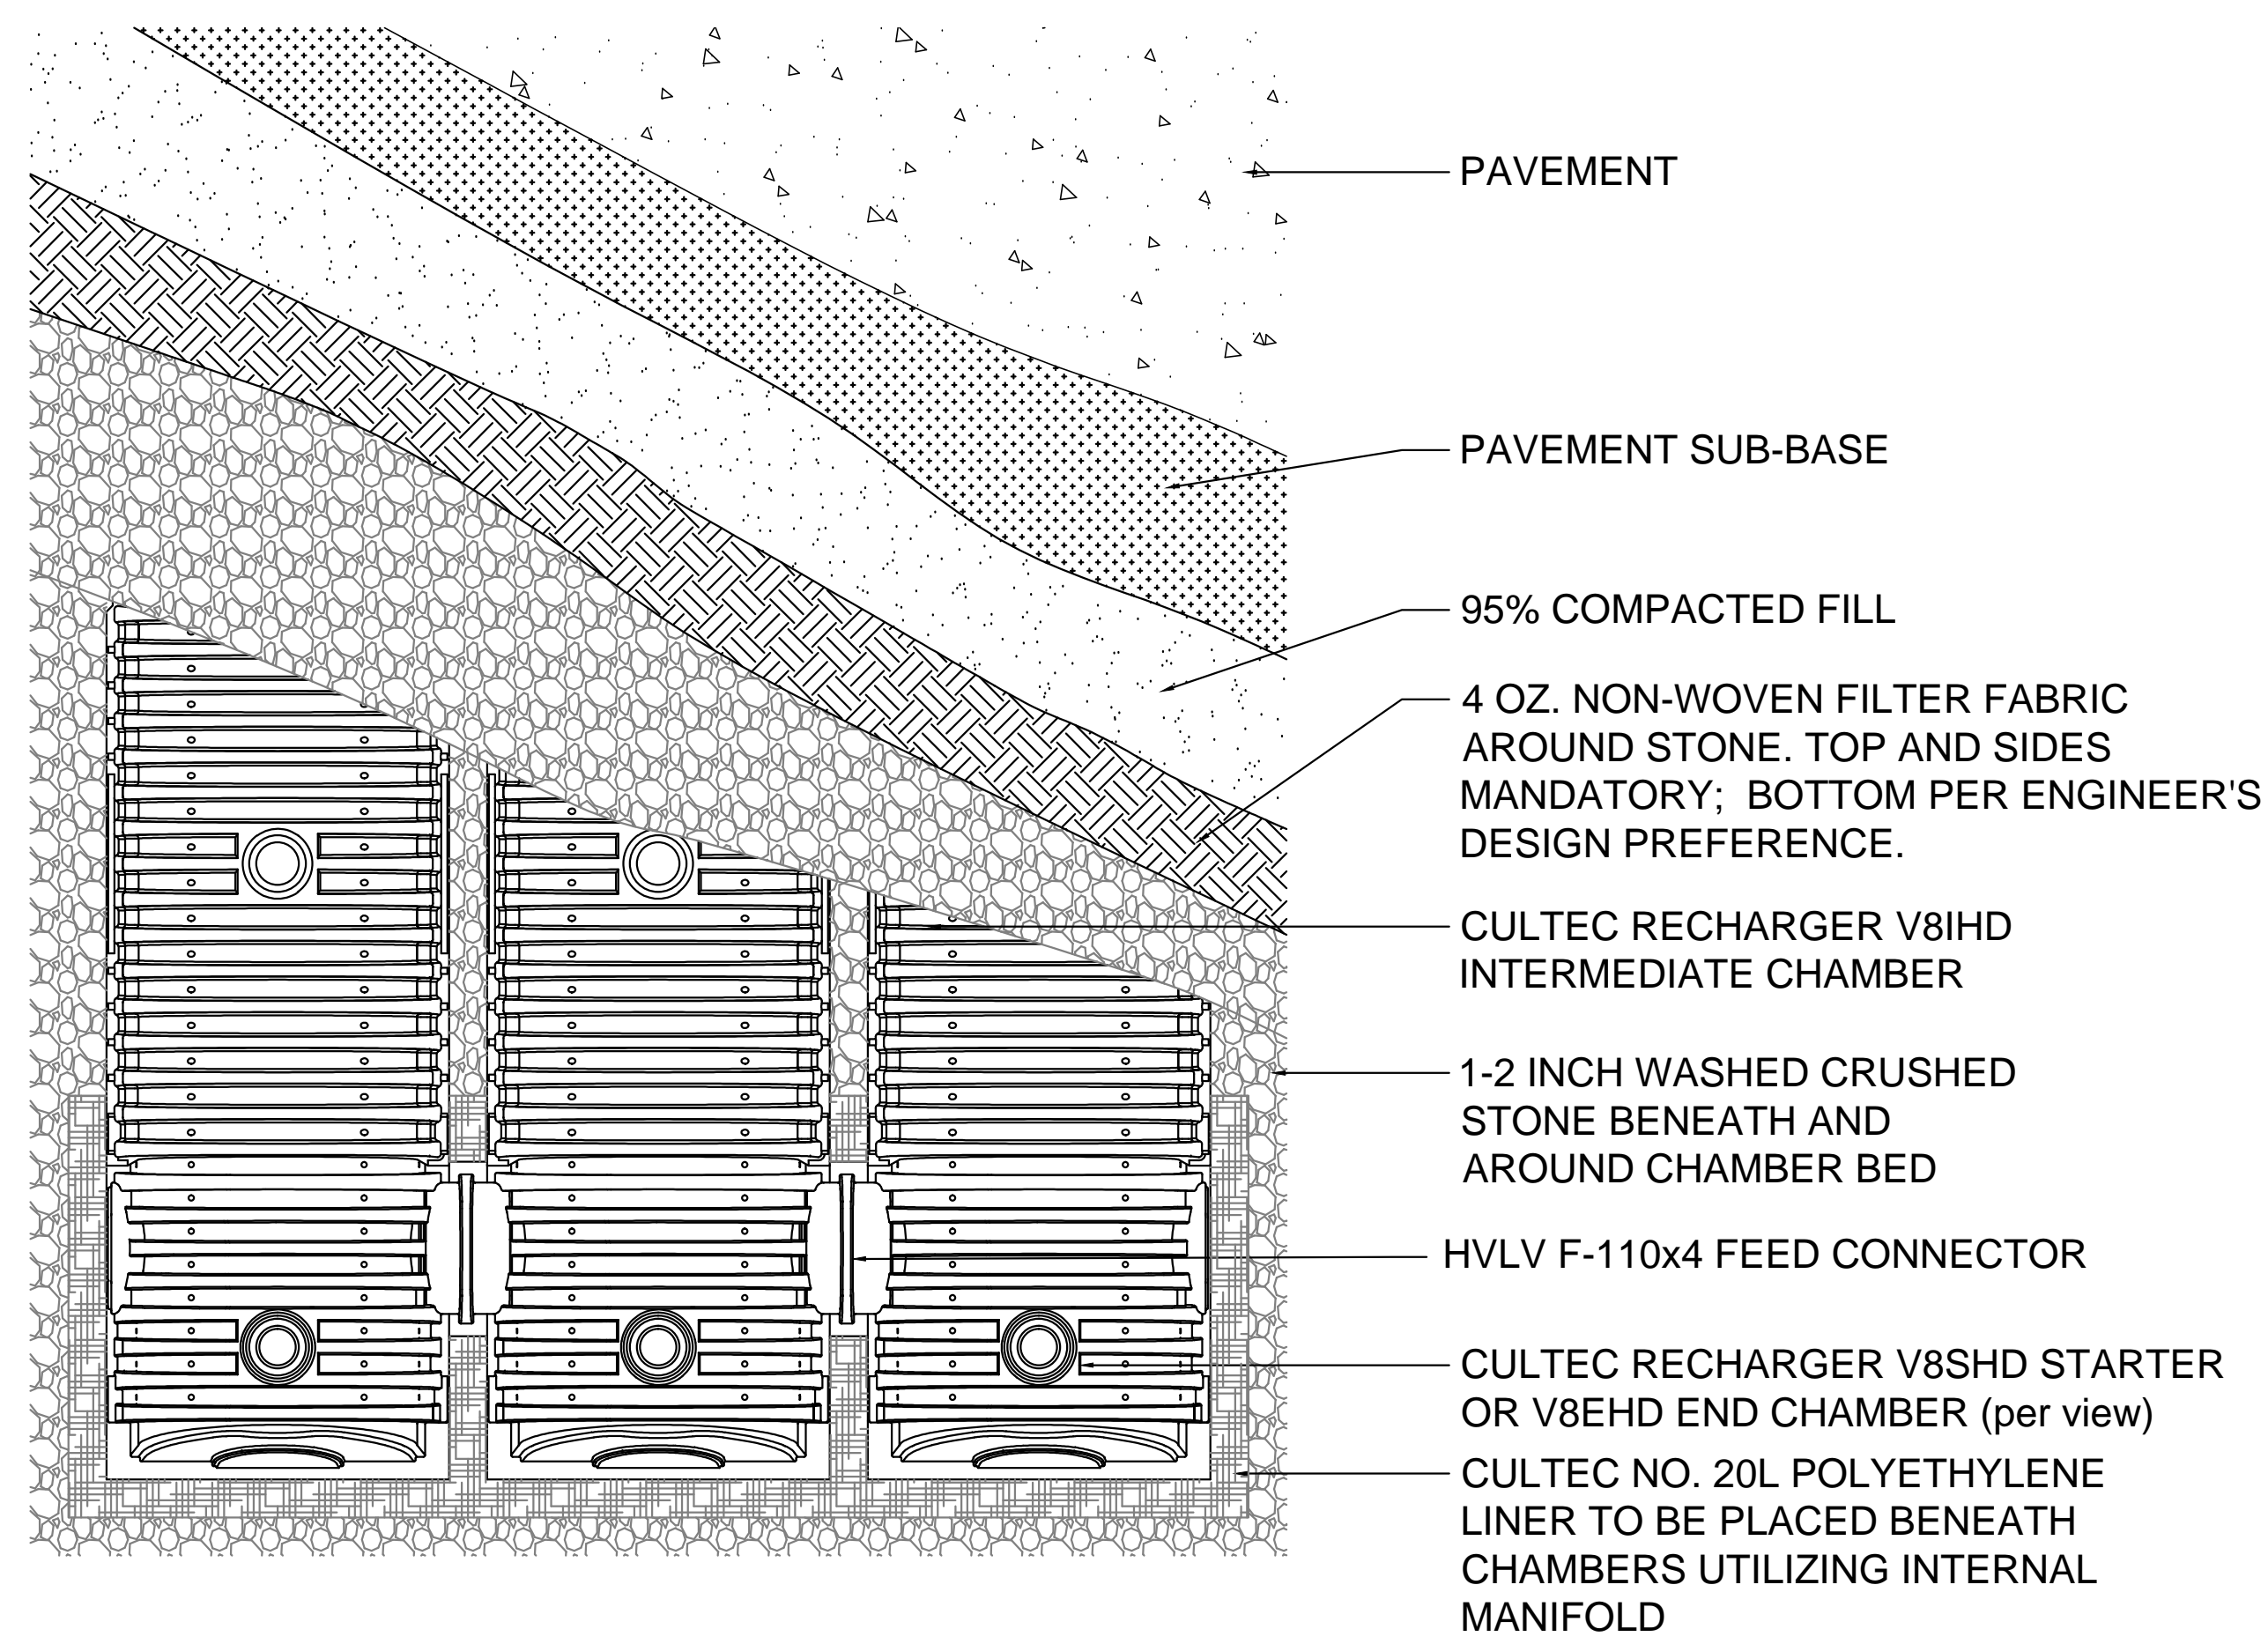 PAVEMENT
PAVEMENT SUB-BASE
95% COMPACTED FILL
4 OZ. NON-WOVEN FILTER FABRIC
AROUND STONE. TOP AND SIDES
MANDATORY;  BOTTOM PER ENGINEER'S
DESIGN PREFERENCE.
CULTEC RECHARGER V8IHD
INTERMEDIATE CHAMBER
1-2 INCH WASHED CRUSHED
STONE BENEATH AND
AROUND CHAMBER BED
HVLV F-110x4 FEED CONNECTOR
CULTEC RECHARGER V8SHD STARTER
OR V8EHD END CHAMBER (per view)
CULTEC NO. 20L POLYETHYLENE
LINER TO BE PLACED BENEATH
CHAMBERS UTILIZING INTERNAL
MANIFOLD